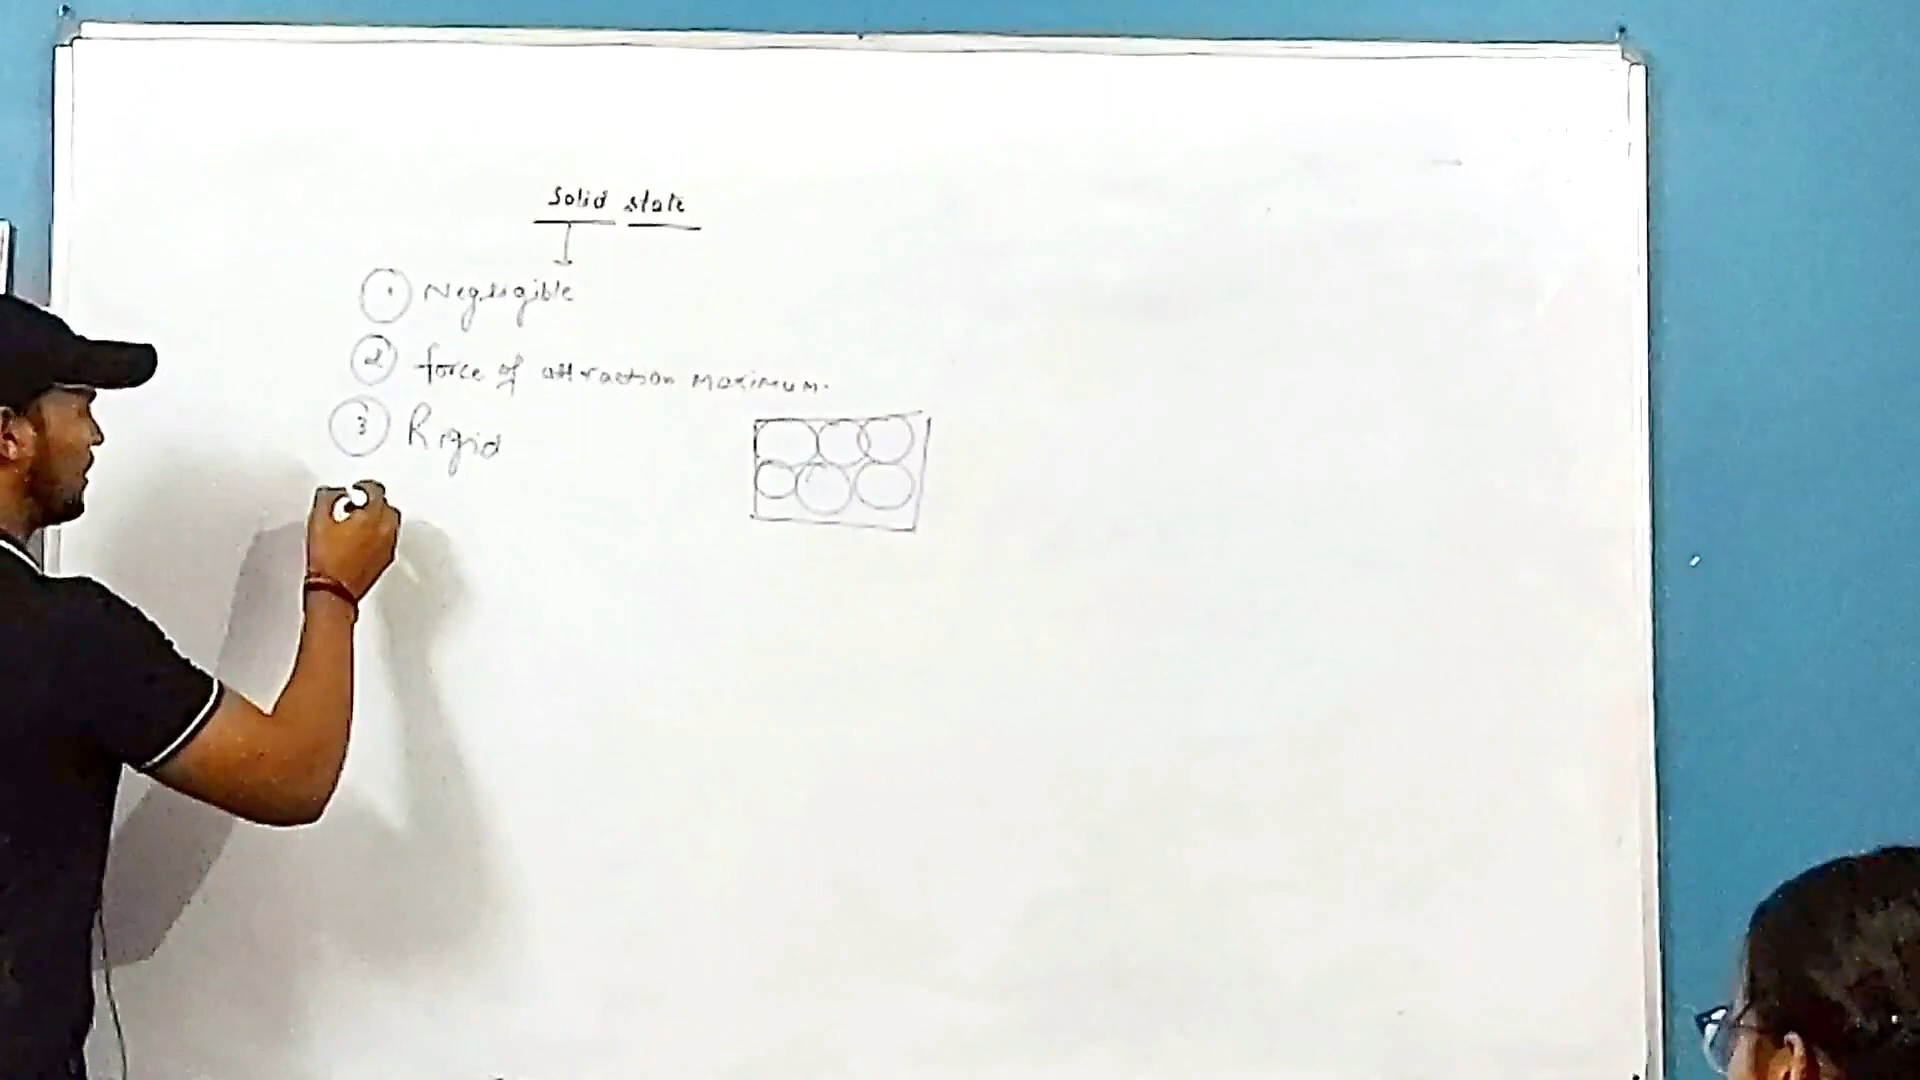 Solid state
1 Negligible
2 force of attraction maximum.
3 Rigid